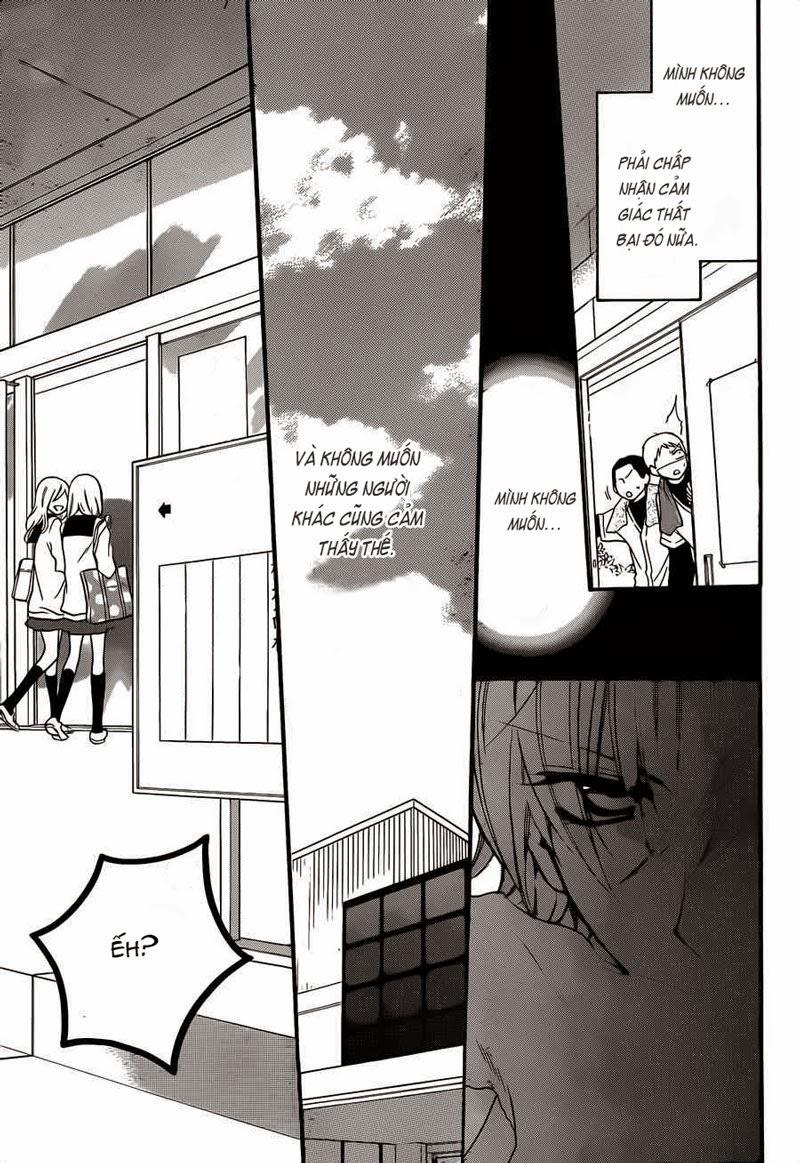 MÌNH KHÔNG
MUỐN...
PHẢI CHẤP
NHẬN CẢM
GIÁC THẤT
BẠI ĐÓ NỮA.
MÌNH KHÔNG
MUỐN...
VÀ KHÔNG MUỐN
NHỮNG NGƯỜI
KHÁC CŨNG CẢM
THẤY THẾ.
ẾH?